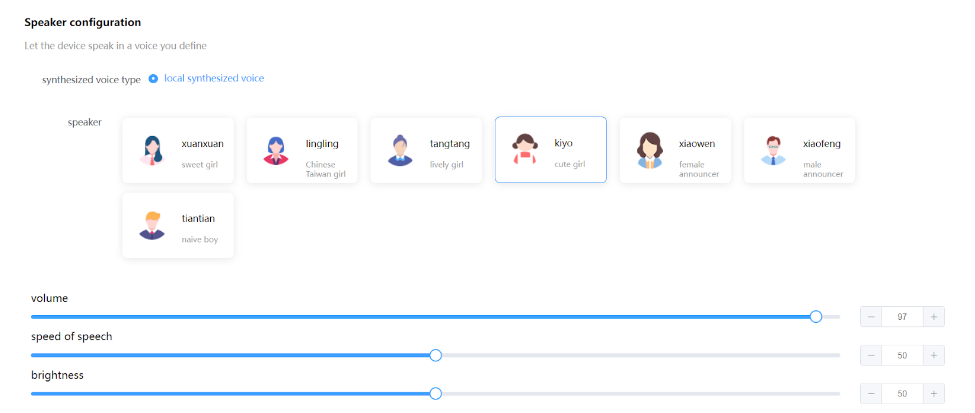 Speaker configuration
Let the device speak in a voice you define
synthesized voice type local synthesized voice
speaker
xuanxuan
sweet girl
lingling
Chinese
Taiwan girl
tangtang
lively girl
kiyo
cute girl
xiaowen
female
announcer
xiaofeng
male
announcer
tiantian
naive boy
volume
− 97 +
speed of speech
− 50 +
brightness
− 50 +